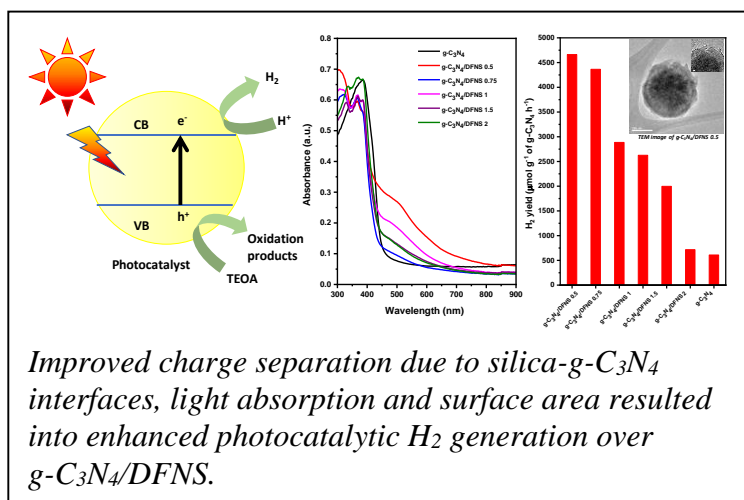 H₂
H⁺
CB
e⁻
h⁺
VB
Oxidation
products
Photocatalyst
TEOA
Absorbance (a.u.)
0.8
0.7
0.6
0.5
0.4
0.3
0.2
0.1
0.0
300 400 500 600 700 800 900
Wavelength (nm)
g-C₃N₄
g-C₃N₄/DFNS 0.5
g-C₃N₄/DFNS 0.75
g-C₃N₄/DFNS 1
g-C₃N₄/DFNS 1.5
g-C₃N₄/DFNS 2
H₂ yield (μmol g⁻¹ of g-C₃N₄ h⁻¹)
5000
4500
4000
3500
3000
2500
2000
1500
1000
500
0
TEM image of g-C₃N₄/DFNS 0.5
g-C₃N₄/DFNS 0.5
g-C₃N₄/DFNS 0.75
g-C₃N₄/DFNS 1
g-C₃N₄/DFNS 1.5
g-C₃N₄/DFNS 2
g-C₃N₄
Improved charge separation due to silica-g-C₃N₄
interfaces, light absorption and surface area resulted
into enhanced photocatalytic H₂ generation over
g-C₃N₄/DFNS.